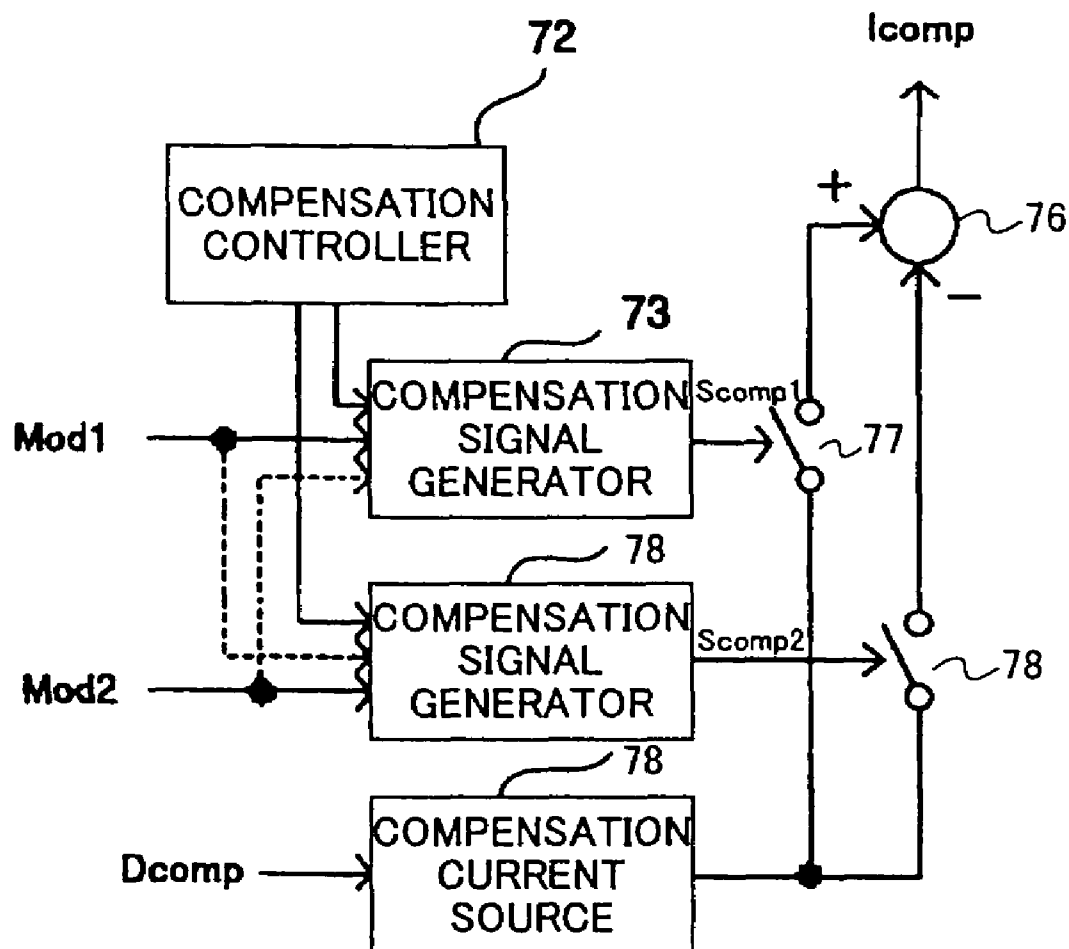 Icomp
72
COMPENSATION
CONTROLLER
+
76
−
73
COMPENSATION
SIGNAL
GENERATOR
Scomp1
77
Mod1
78
COMPENSATION
SIGNAL
GENERATOR
Scomp2
78
Mod2
78
COMPENSATION
CURRENT
SOURCE
Dcomp